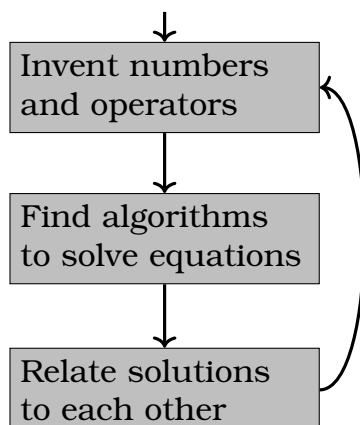 Invent numbers
and operators
Find algorithms
to solve equations
Relate solutions
to each other